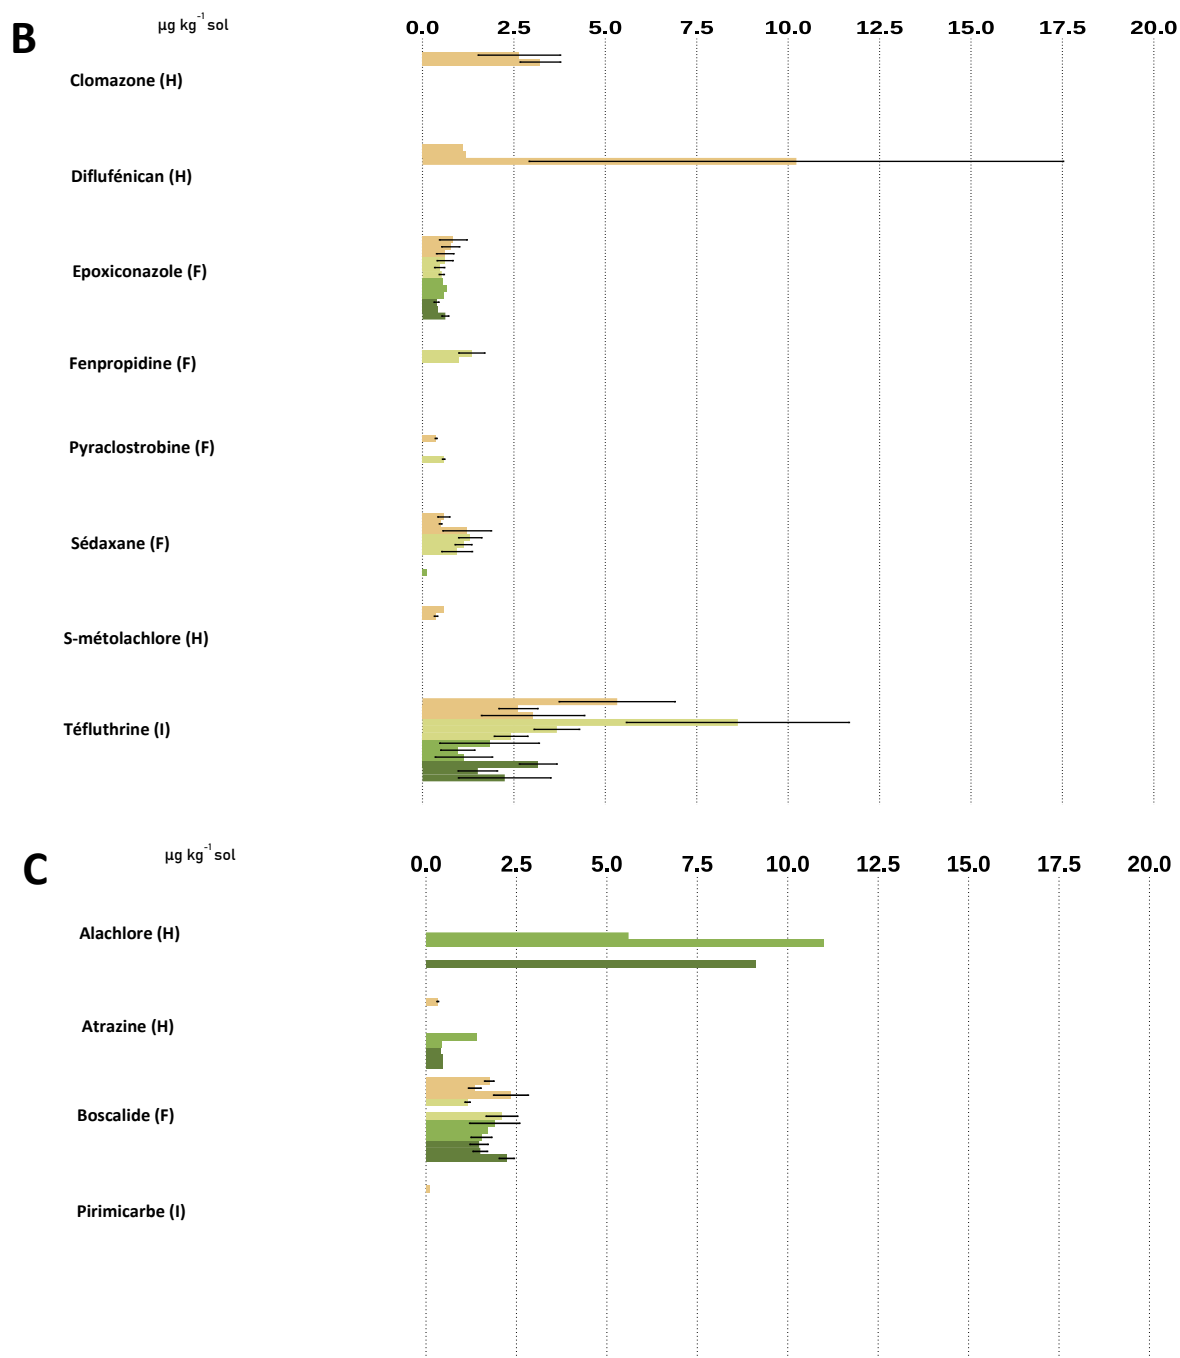 B
µg kg⁻¹ sol
0.0 2.5 5.0 7.5 10.0 12.5 15.0 17.5 20.0
Clomazone (H)
Diflufénican (H)
Epoxiconazole (F)
Fenpropidine (F)
Pyraclostrobine (F)
Sédaxane (F)
S-métolachlore (H)
Téfluthrine (I)
C
µg kg⁻¹ sol
0.0 2.5 5.0 7.5 10.0 12.5 15.0 17.5 20.0
Alachlore (H)
Atrazine (H)
Boscalide (F)
Pirimicarbe (I)